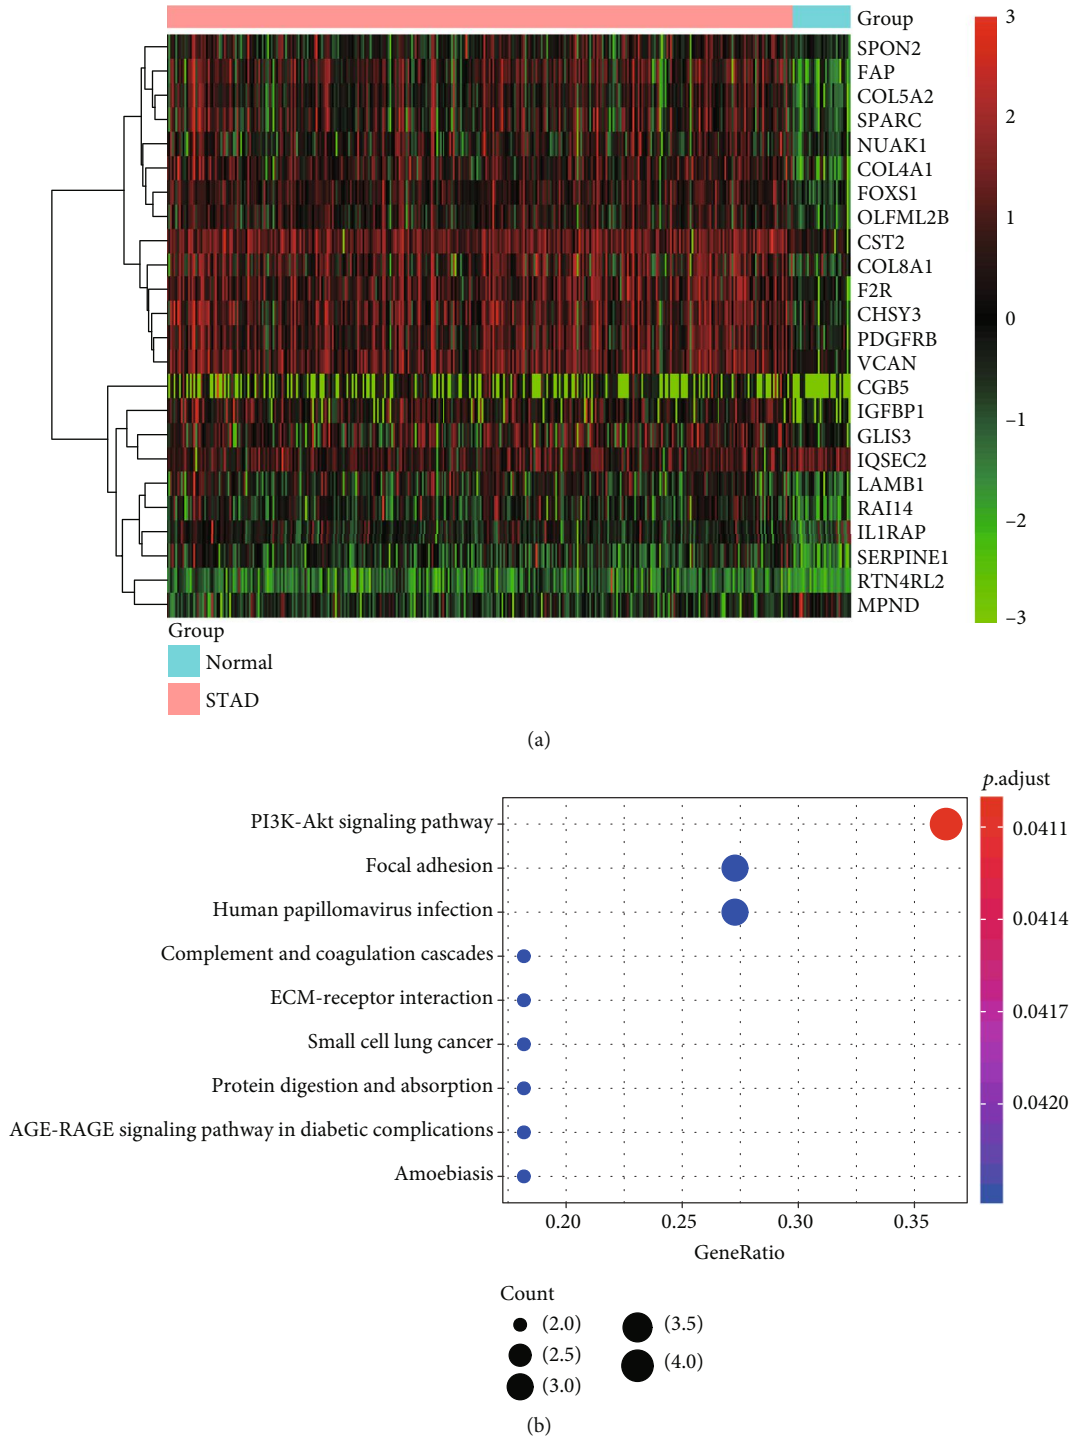 Group
SPON2
FAP
COL5A2
SPARC
NUAK1
COL4A1
FOXS1
OLFML2B
CST2
COL8A1
F2R
CHSY3
PDGFRB
VCAN
CGB5
IGFBP1
GLIS3
IQSEC2
LAMB1
RAI14
IL1RAP
SERPINE1
RTN4RL2
MPND
3
2
1
0
−1
−2
−3
Group
Normal
STAD
(a)
p.adjust
0.0411
0.0414
0.0417
0.0420
PI3K-Akt signaling pathway
Focal adhesion
Human papillomavirus infection
Complement and coagulation cascades
ECM-receptor interaction
Small cell lung cancer
Protein digestion and absorption
AGE-RAGE signaling pathway in diabetic complications
Amoebiasis
0.20 0.25 0.30 0.35
GeneRatio
Count
(2.0) (3.5)
(2.5) (4.0)
(3.0)
(b)